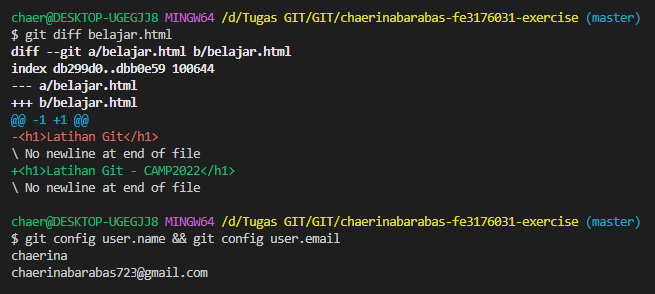 chaer@DESKTOP-UGEGJJ8 MINGW64 /d/Tugas GIT/GIT/chaerinabarabas-fe3176031-exercise (master)
$ git diff belajar.html
diff --git a/belajar.html b/belajar.html
index db299d0..dbb0e59 100644
--- a/belajar.html
+++ b/belajar.html
@@ -1 +1 @@
-<h1>Latihan Git</h1>
\ No newline at end of file
+<h1>Latihan Git - CAMP2022</h1>
\ No newline at end of file
chaer@DESKTOP-UGEGJJ8 MINGW64 /d/Tugas GIT/GIT/chaerinabarabas-fe3176031-exercise (master)
$ git config user.name && git config user.email
chaerina
chaerinabarabas723@gmail.com